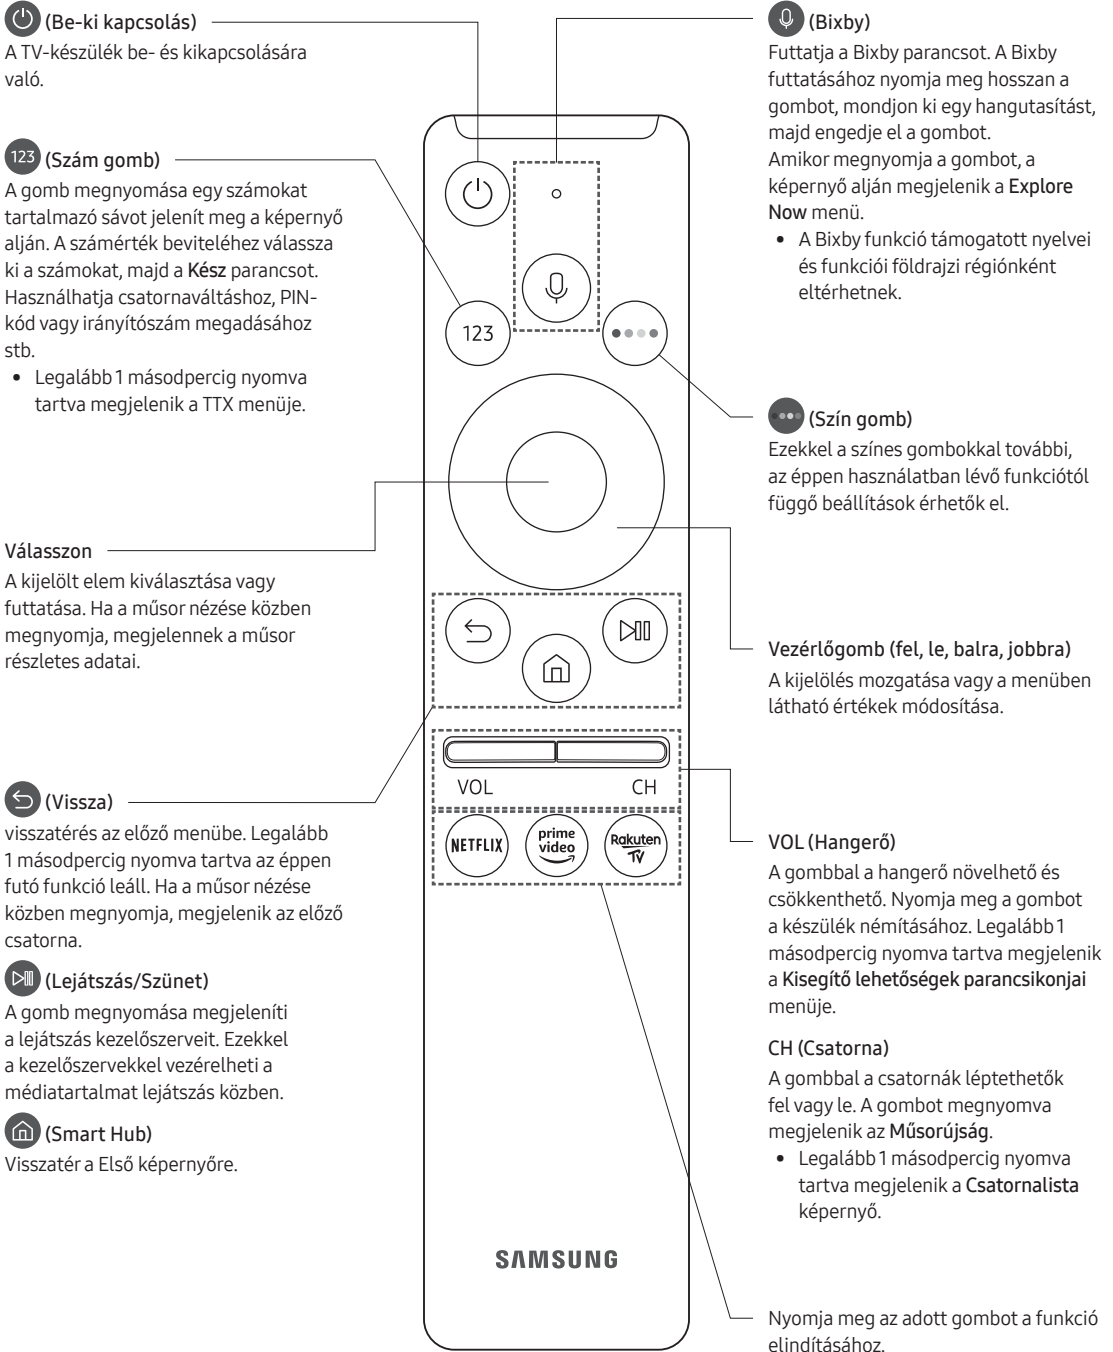 (Be-ki kapcsolás)
A TV-készülék be- és kikapcsolására
való.
123 (Szám gomb)
A gomb megnyomása egy számokat
tartalmazó sávot jelenít meg a képernyő
alján. A számérték beviteléhez válassza
ki a számokat, majd a Kész parancsot.
Használhatja csatornaváltáshoz, PIN-
kód vagy irányítószám megadásához
stb.
• Legalább 1 másodpercig nyomva
tartva megjelenik a TTX menüje.
Válasszon
A kijelölt elem kiválasztása vagy
futtatása. Ha a műsor nézése közben
megnyomja, megjelennek a műsor
részletes adatai.
(Vissza)
visszatérés az előző menübe. Legalább
1 másodpercig nyomva tartva az éppen
futó funkció leáll. Ha a műsor nézése
közben megnyomja, megjelenik az előző
csatorna.
(Lejátszás/Szünet)
A gomb megnyomása megjeleníti
a lejátszás kezelőszerveit. Ezekkel
a kezelőszervekkel vezérelheti a
médiatartalmat lejátszás közben.
(Smart Hub)
Visszatér a Első képernyőre.
123
VOL
CH
NETFLIX
prime
video
Rakuten
TV
SAMSUNG
(Bixby)
Futtatja a Bixby parancsot. A Bixby
futtatásához nyomja meg hosszan a
gombot, mondjon ki egy hangutasítást,
majd engedje el a gombot.
Amikor megnyomja a gombot, a
képernyő alján megjelenik a Explore
Now menü.
• A Bixby funkció támogatott nyelvei
és funkciói földrajzi régiónként
eltérhetnek.
(Szín gomb)
Ezekkel a színes gombokkal további,
az éppen használatban lévő funkciótól
függő beállítások érhetők el.
Vezérlőgomb (fel, le, balra, jobbra)
A kijelölés mozgatása vagy a menüben
látható értékek módosítása.
VOL (Hangerő)
A gombbal a hangerő növelhető és
csökkenthető. Nyomja meg a gombot
a készülék némításához. Legalább 1
másodpercig nyomva tartva megjelenik
a Kisegítő lehetőségek parancsikonjai
menüje.
CH (Csatorna)
A gombbal a csatornák léptethetők
fel vagy le. A gombot megnyomva
megjelenik az Műsorújság.
• Legalább 1 másodpercig nyomva
tartva megjelenik a Csatornalista
képernyő.
Nyomja meg az adott gombot a funkció
elindításához.